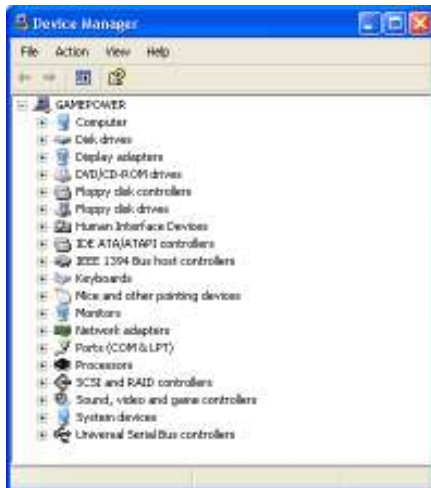 Device Manager
File Action View Help
GAMEPOWER
Computer
Disk drives
Display adapters
DVD/CD-ROM drives
Floppy disk controllers
Floppy disk drives
Human Interface Devices
IDE ATA/ATAPI controllers
IEEE 1394 Bus host controllers
Keyboards
Mice and other pointing devices
Monitors
Network adapters
Ports (COM & LPT)
Processors
SCSI and RAID controllers
Sound, video and game controllers
System devices
Universal Serial Bus controllers